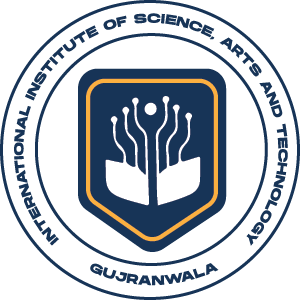 INTERNATIONAL INSTITUTE OF SCIENCE, ARTS AND TECHNOLOGY
GUJRANWALA